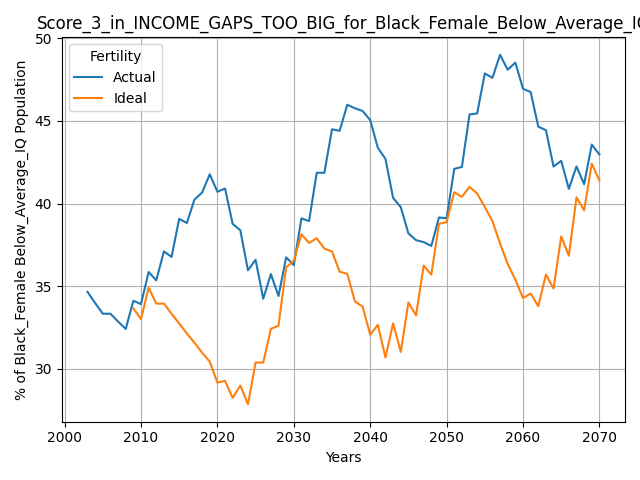 Score_3_in_INCOME_GAPS_TOO_BIG_for_Black_Female_Below_Average_IQ
Fertility
Actual
Ideal
% of Black_Female Below_Average_IQ Population
50
45
40
35
30
2000 2010 2020 2030 2040 2050 2060 2070
Years